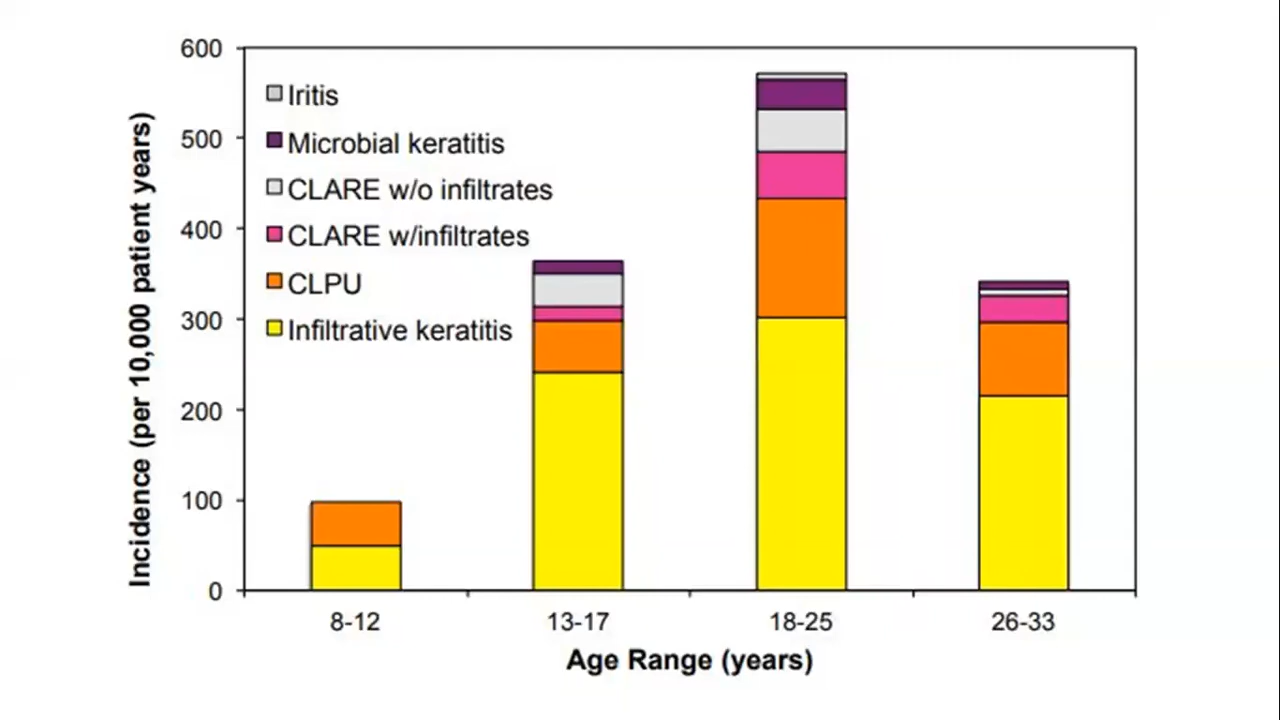 600
500
400
300
200
100
0
Incidence (per 10,000 patient years)
Iritis
Microbial keratitis
CLARE w/o infiltrates
CLARE w/infiltrates
CLPU
Infiltrative keratitis
8-12
13-17
18-25
26-33
Age Range (years)